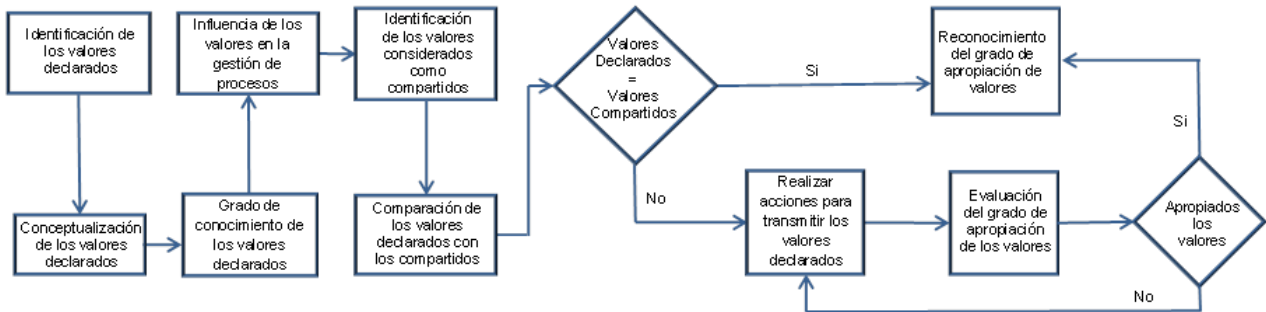 Identificación de
los valores
declarados
Conceptualización
de los valores
declarados
Grado de
conocimiento de
los valores
declarados
Influencia de los
valores en la
gestión de
procesos
Identificación
de los valores
considerados
como
compartidos
Comparación de
los valores
declarados con
los compartidos
Valores
Declarados
=
Valores
Compartidos
Si
Reconocimiento
del grado de
apropiación de
valores
No
Realizar
acciones para
transmitir los
valores
declarados
Evaluación
del grado de
apropiación
de los valores
Apropiados
los
valores
Si
No